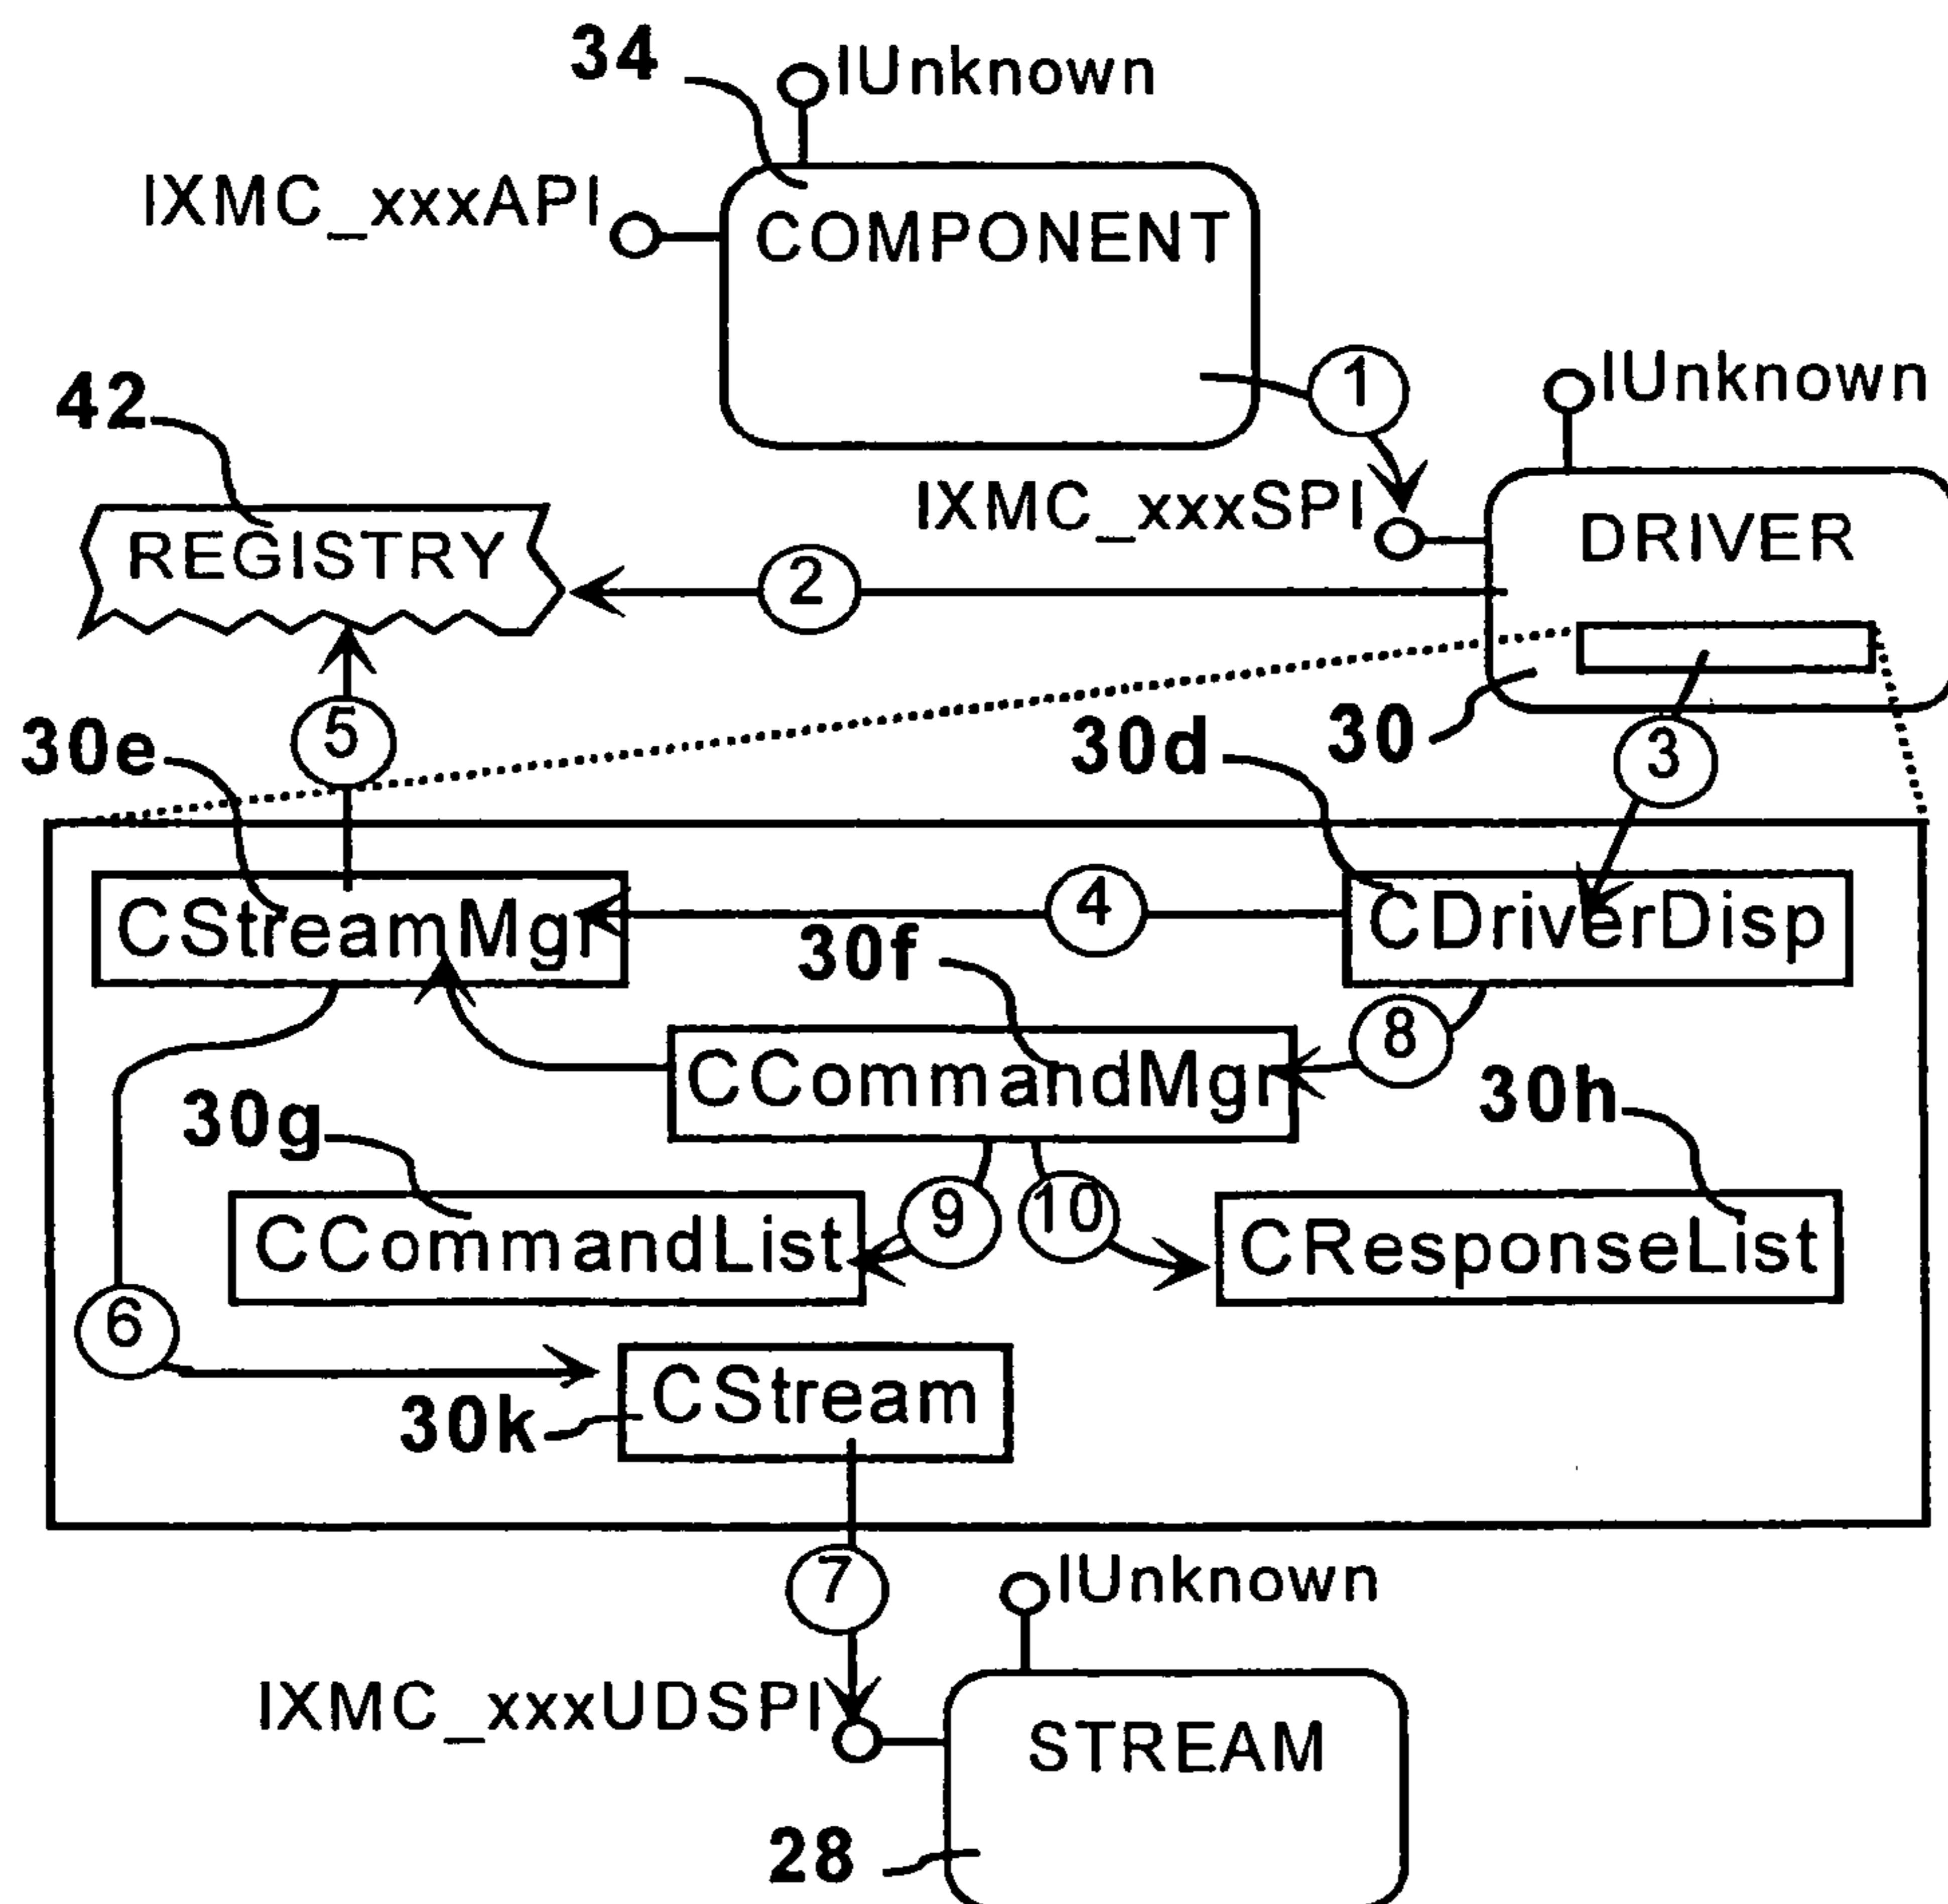 34
IUnknown
IXMC_xxxAPI
COMPONENT
1
42
IUnknown
IXMC_xxxSPI
REGISTRY
DRIVER
2
5
30e
30d
30
3
CStreamMgr
4
CDriverDisp
30f
8
CCommandMgr
30g
30h
9
10
CCommandList
CResponseList
6
CStream
30k
7
IUnknown
IXMC_xxxUDSPI
STREAM
28